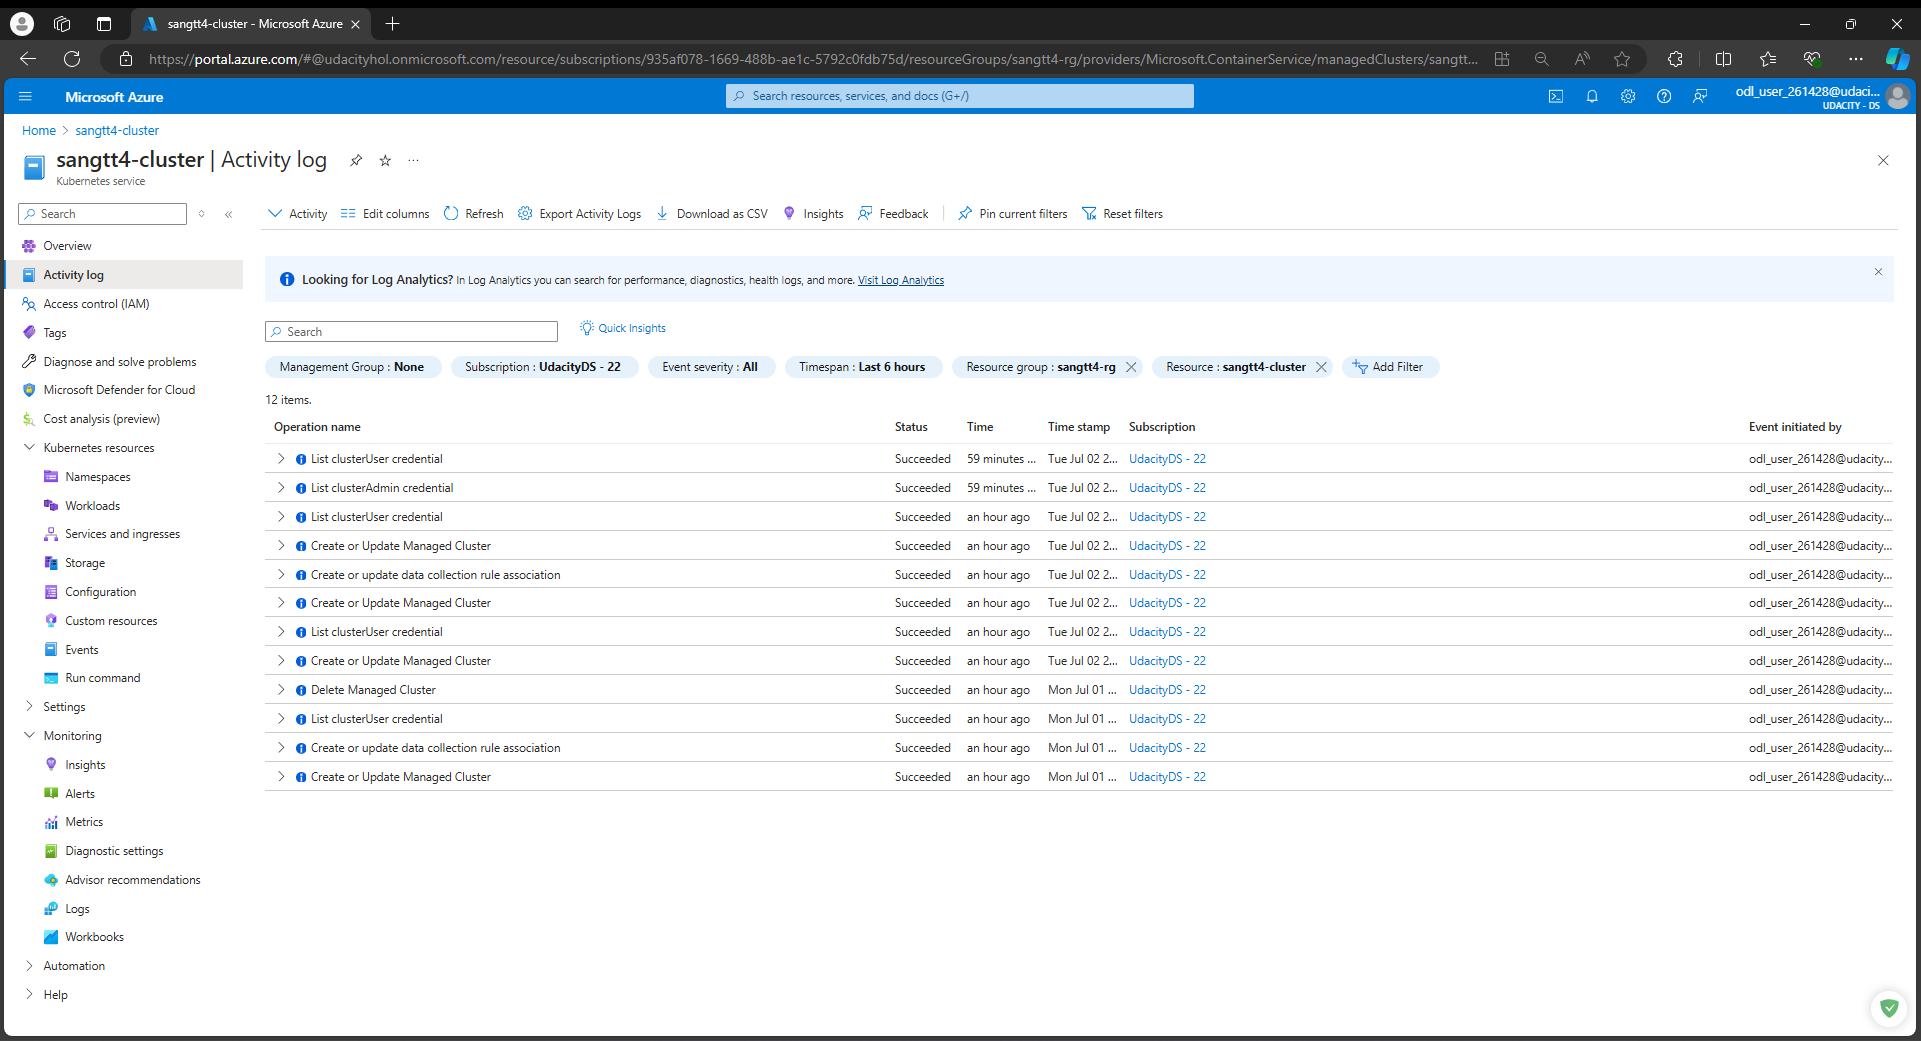 sangtt4-cluster - Microsoft Azure
https://portal.azure.com/#@udacityhol.onmicrosoft.com/resource/subscriptions/935af078-1669-488b-ae1c-5792c0fdb75d/resourceGroups/sangtt4-rg/providers/Microsoft.ContainerService/managedClusters/sangtt...
Microsoft Azure
Search resources, services, and docs (G+/)
odl_user_261428@udaci...
UDACITY - DS
Home > sangtt4-cluster
sangtt4-cluster | Activity log
Kubernetes service
Search
Activity Edit columns Refresh Export Activity Logs Download as CSV Insights Feedback Pin current filters Reset filters
Overview
Activity log
Access control (IAM)
Tags
Diagnose and solve problems
Microsoft Defender for Cloud
Cost analysis (preview)
Kubernetes resources
Namespaces
Workloads
Services and ingresses
Storage
Configuration
Custom resources
Events
Run command
Settings
Monitoring
Insights
Alerts
Metrics
Diagnostic settings
Advisor recommendations
Logs
Workbooks
Automation
Help
Looking for Log Analytics? In Log Analytics you can search for performance, diagnostics, health logs, and more. Visit Log Analytics
Search
Quick Insights
Management Group : None Subscription : UdacityDS - 22 Event severity : All Timespan : Last 6 hours Resource group : sangtt4-rg Resource : sangtt4-cluster Add Filter
12 items.
Operation name Status Time Time stamp Subscription Event initiated by
List clusterUser credential Succeeded 59 minutes ... Tue Jul 02 2... UdacityDS - 22 odl_user_261428@udacity...
List clusterAdmin credential Succeeded 59 minutes ... Tue Jul 02 2... UdacityDS - 22 odl_user_261428@udacity...
List clusterUser credential Succeeded an hour ago Tue Jul 02 2... UdacityDS - 22 odl_user_261428@udacity...
Create or Update Managed Cluster Succeeded an hour ago Tue Jul 02 2... UdacityDS - 22 odl_user_261428@udacity...
Create or update data collection rule association Succeeded an hour ago Tue Jul 02 2... UdacityDS - 22 odl_user_261428@udacity...
Create or Update Managed Cluster Succeeded an hour ago Tue Jul 02 2... UdacityDS - 22 odl_user_261428@udacity...
List clusterUser credential Succeeded an hour ago Tue Jul 02 2... UdacityDS - 22 odl_user_261428@udacity...
Create or Update Managed Cluster Succeeded an hour ago Tue Jul 02 2... UdacityDS - 22 odl_user_261428@udacity...
Delete Managed Cluster Succeeded an hour ago Mon Jul 01 ... UdacityDS - 22 odl_user_261428@udacity...
List clusterUser credential Succeeded an hour ago Mon Jul 01 ... UdacityDS - 22 odl_user_261428@udacity...
Create or update data collection rule association Succeeded an hour ago Mon Jul 01 ... UdacityDS - 22 odl_user_261428@udacity...
Create or Update Managed Cluster Succeeded an hour ago Mon Jul 01 ... UdacityDS - 22 odl_user_261428@udacity...